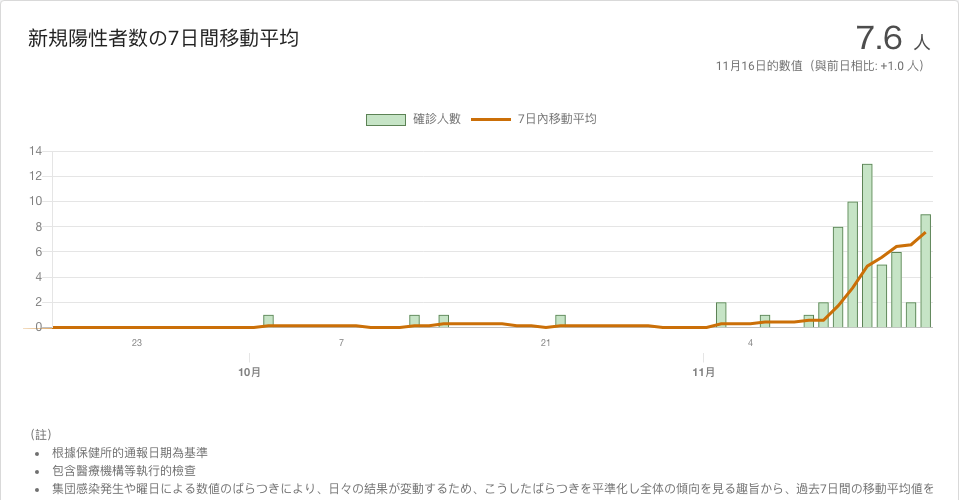 新規陽性者数の7日間移動平均
7.6 人
11月16日的數值（與前日相比: +1.0 人）
確診人數 7日內移動平均
14
12
10
8
6
4
2
0
23 7 21 4
10月 11月
（註）
• 根據保健所的通報日期為基準
• 包含醫療機構等執行的檢查
• 集団感染発生や曜日による数値のばらつきにより、日々の結果が変動するため、こうしたばらつきを平準化し全体の傾向を見る趣旨から、過去7日間の移動平均値を